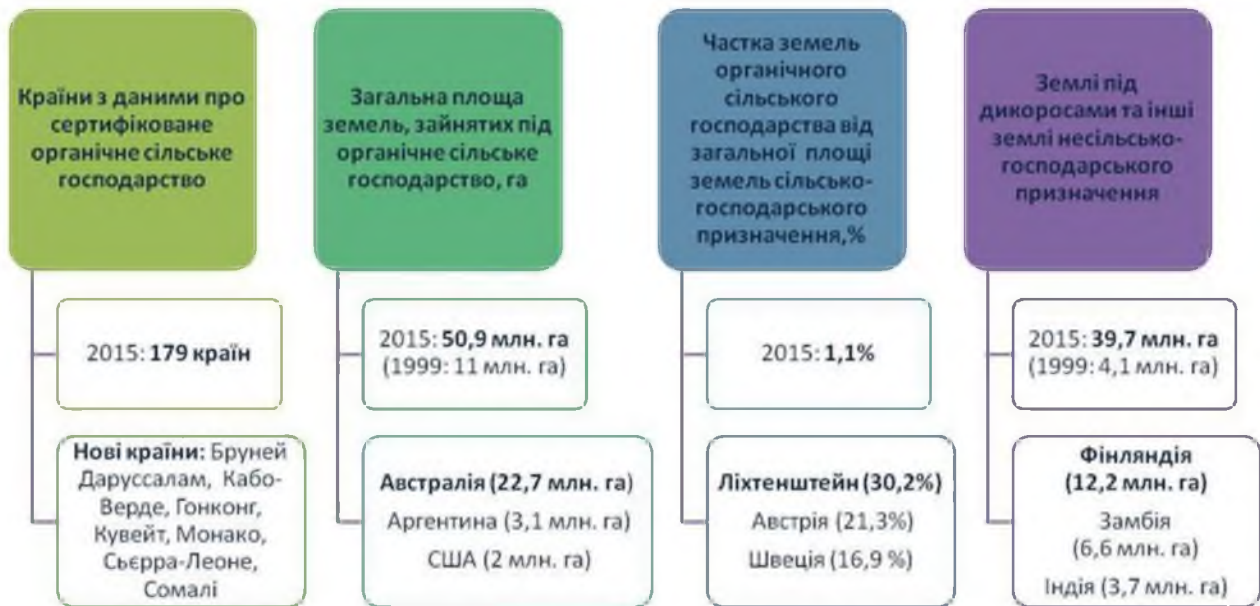 Країни з даними про
сертифіковане
органічне сільське
господарство
2015: 179 країн
Нові країни: Бруней
Даруссалам, Кабо-
Верде, Гонконг,
Кувейт, Монако,
Сьєрра-Леоне,
Сомалі
Загальна площа
земель, зайнятих під
органічне сільське
господарство, га
2015: 50,9 млн. га
(1999: 11 млн. га)
Австралія (22,7 млн. га)
Аргентина (3,1 млн. га)
США (2 млн. га)
Частка земель
органічного
сільського
господарства від
загальної площі
земель сільсько-
господарського
призначення,%
2015: 1,1%
Ліхтенштейн (30,2%)
Австрія (21,3%)
Швеція (16,9 %)
Землі під
дикоросами та інші
землі несільсько-
господарського
призначення
2015: 39,7 млн. га
(1999: 4,1 млн. га)
Фінляндія
(12,2 млн. га)
Замбія
(6,6 млн. га)
Індія (3,7 млн. га)